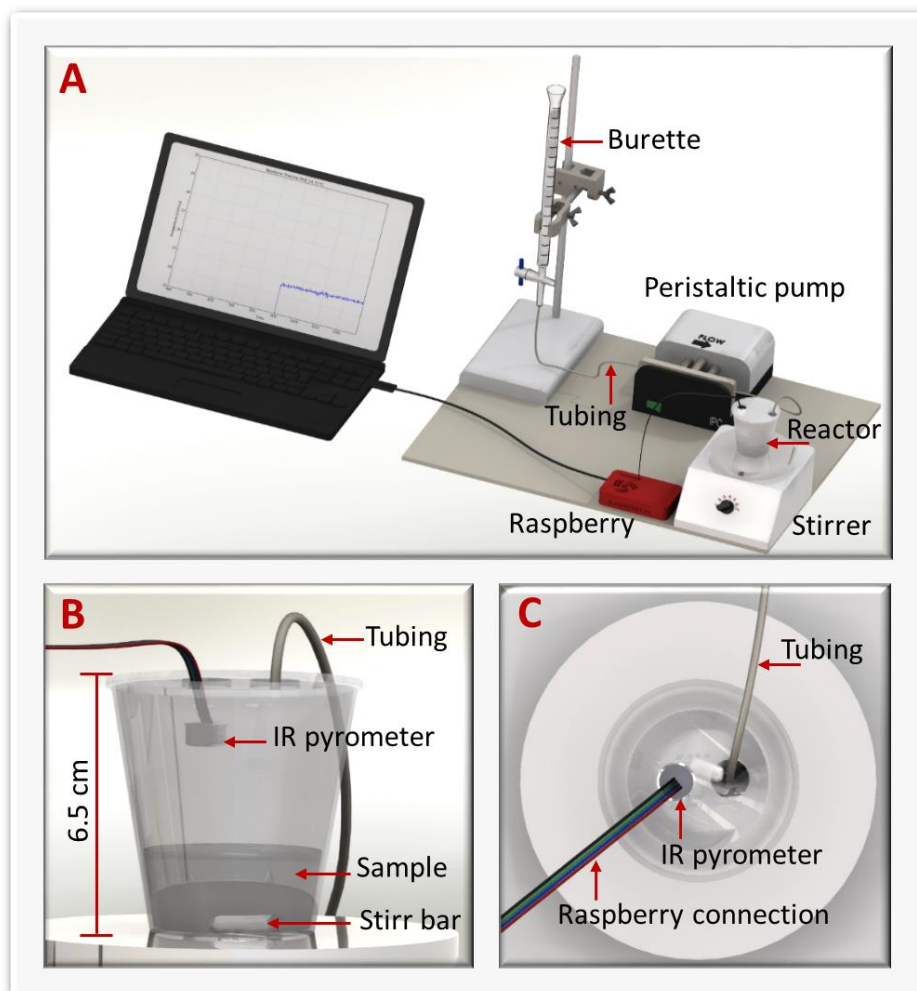 A
Burette
Peristaltic pump
FLOW
Tubing
IPC
Reactor
Raspberry
Stirrer
B
Tubing
IR pyrometer
6.5 cm
Sample
Stirr bar
C
Tubing
IR pyrometer
Raspberry connection